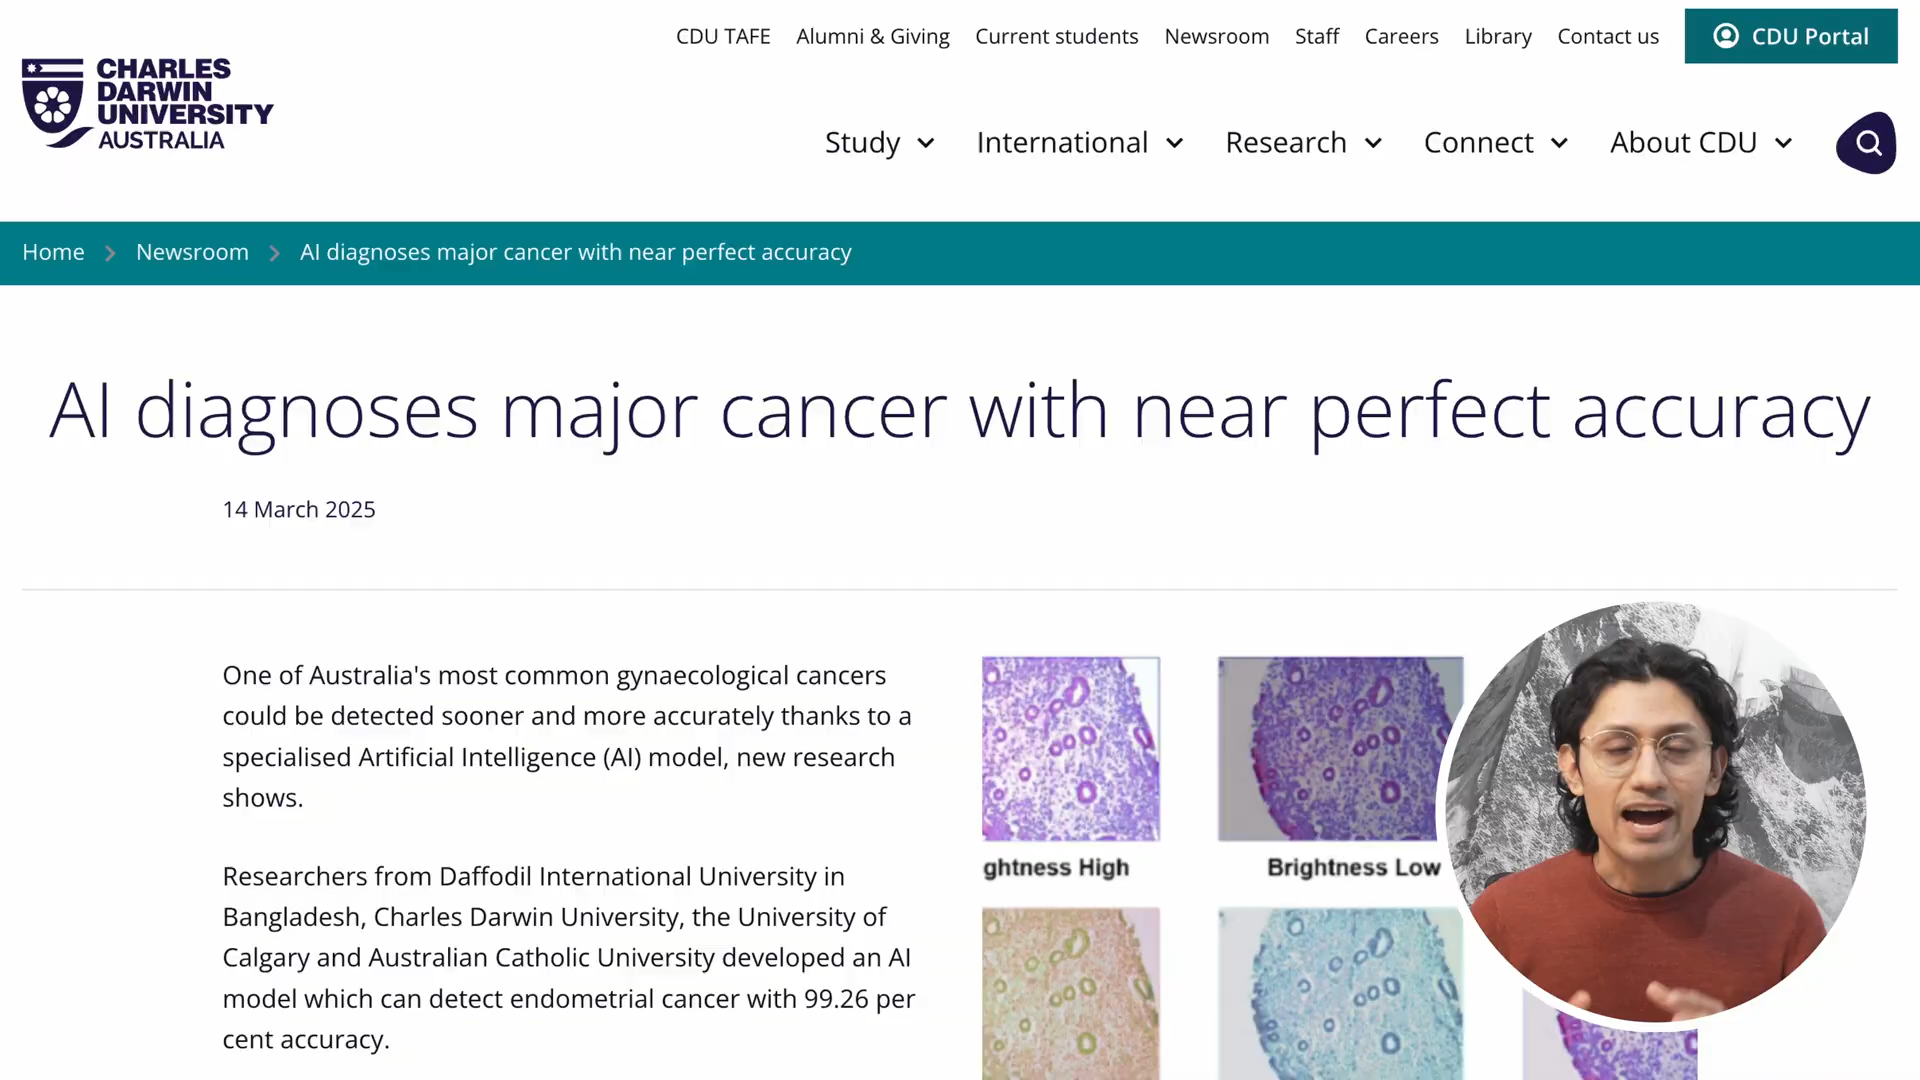 CDU TAFE Alumni & Giving Current students Newsroom Staff Careers Library Contact us CDU Portal
CHARLES
DARWIN
UNIVERSITY
AUSTRALIA
Study International Research Connect About CDU
Home Newsroom AI diagnoses major cancer with near perfect accuracy
AI diagnoses major cancer with near perfect accuracy
14 March 2025
One of Australia's most common gynaecological cancers
could be detected sooner and more accurately thanks to a
specialised Artificial Intelligence (AI) model, new research
shows.
Researchers from Daffodil International University in
Bangladesh, Charles Darwin University, the University of
Calgary and Australian Catholic University developed an AI
model which can detect endometrial cancer with 99.26 per
cent accuracy.
ghtness High
Brightness Low